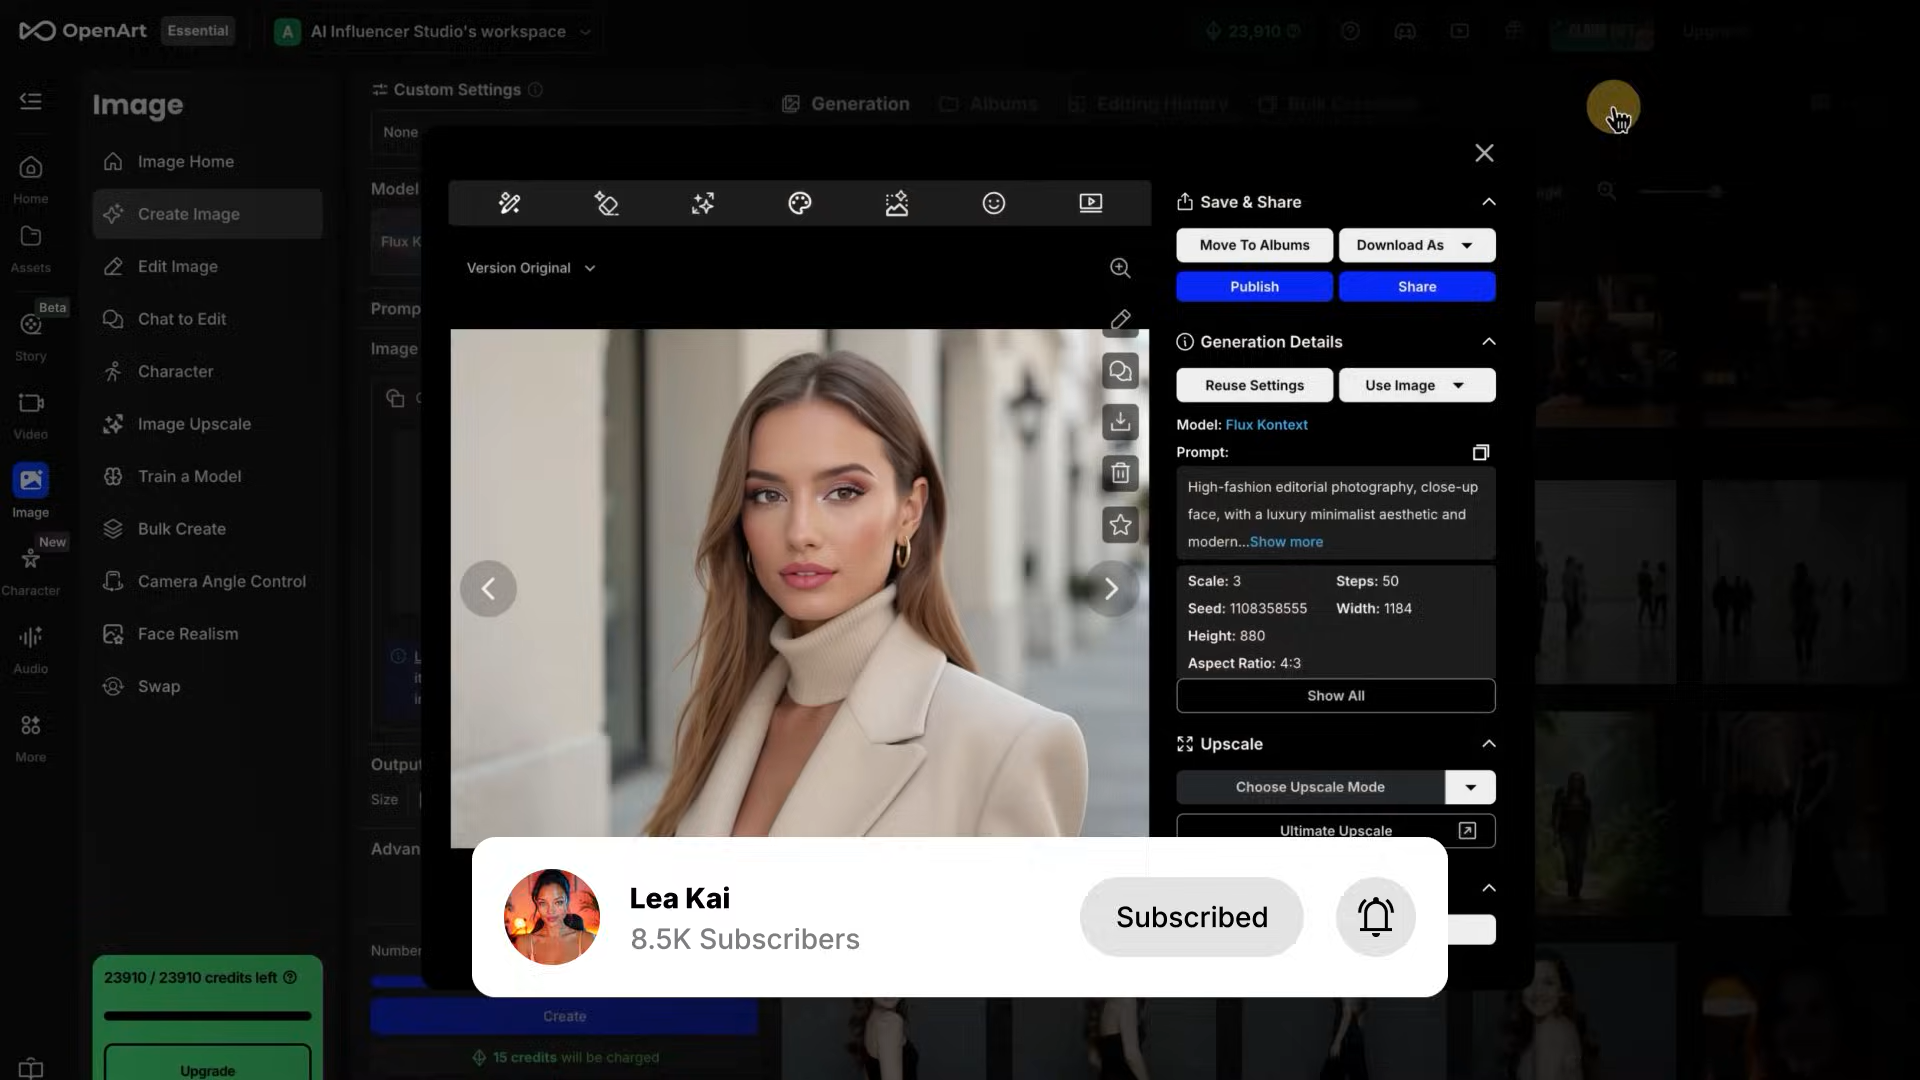 OpenArt
Essential
A
AI Influencer Studio's workspace
23,910
Image
Custom Settings
None
Generation
Albums
Editing History
Home
Assets
Beta
Story
Video
Image
New
Character
Audio
More
Image Home
Create Image
Edit Image
Chat to Edit
Character
Image Upscale
Train a Model
Bulk Create
Camera Angle Control
Face Realism
Swap
23910 / 23910 credits left
Upgrade
Model
Flux K
Promp
Image
Output
Size
Advan
Number
Create
15 credits will be charged
Version Original
Save & Share
Move To Albums
Download As
Publish
Share
Generation Details
Reuse Settings
Use Image
Model: Flux Kontext
Prompt:
High-fashion editorial photography, close-up
face, with a luxury minimalist aesthetic and
modern...Show more
Scale: 3
Steps: 50
Seed: 1108358555
Width: 1184
Height: 880
Aspect Ratio: 4:3
Show All
Upscale
Choose Upscale Mode
Ultimate Upscale
Lea Kai
8.5K Subscribers
Subscribed